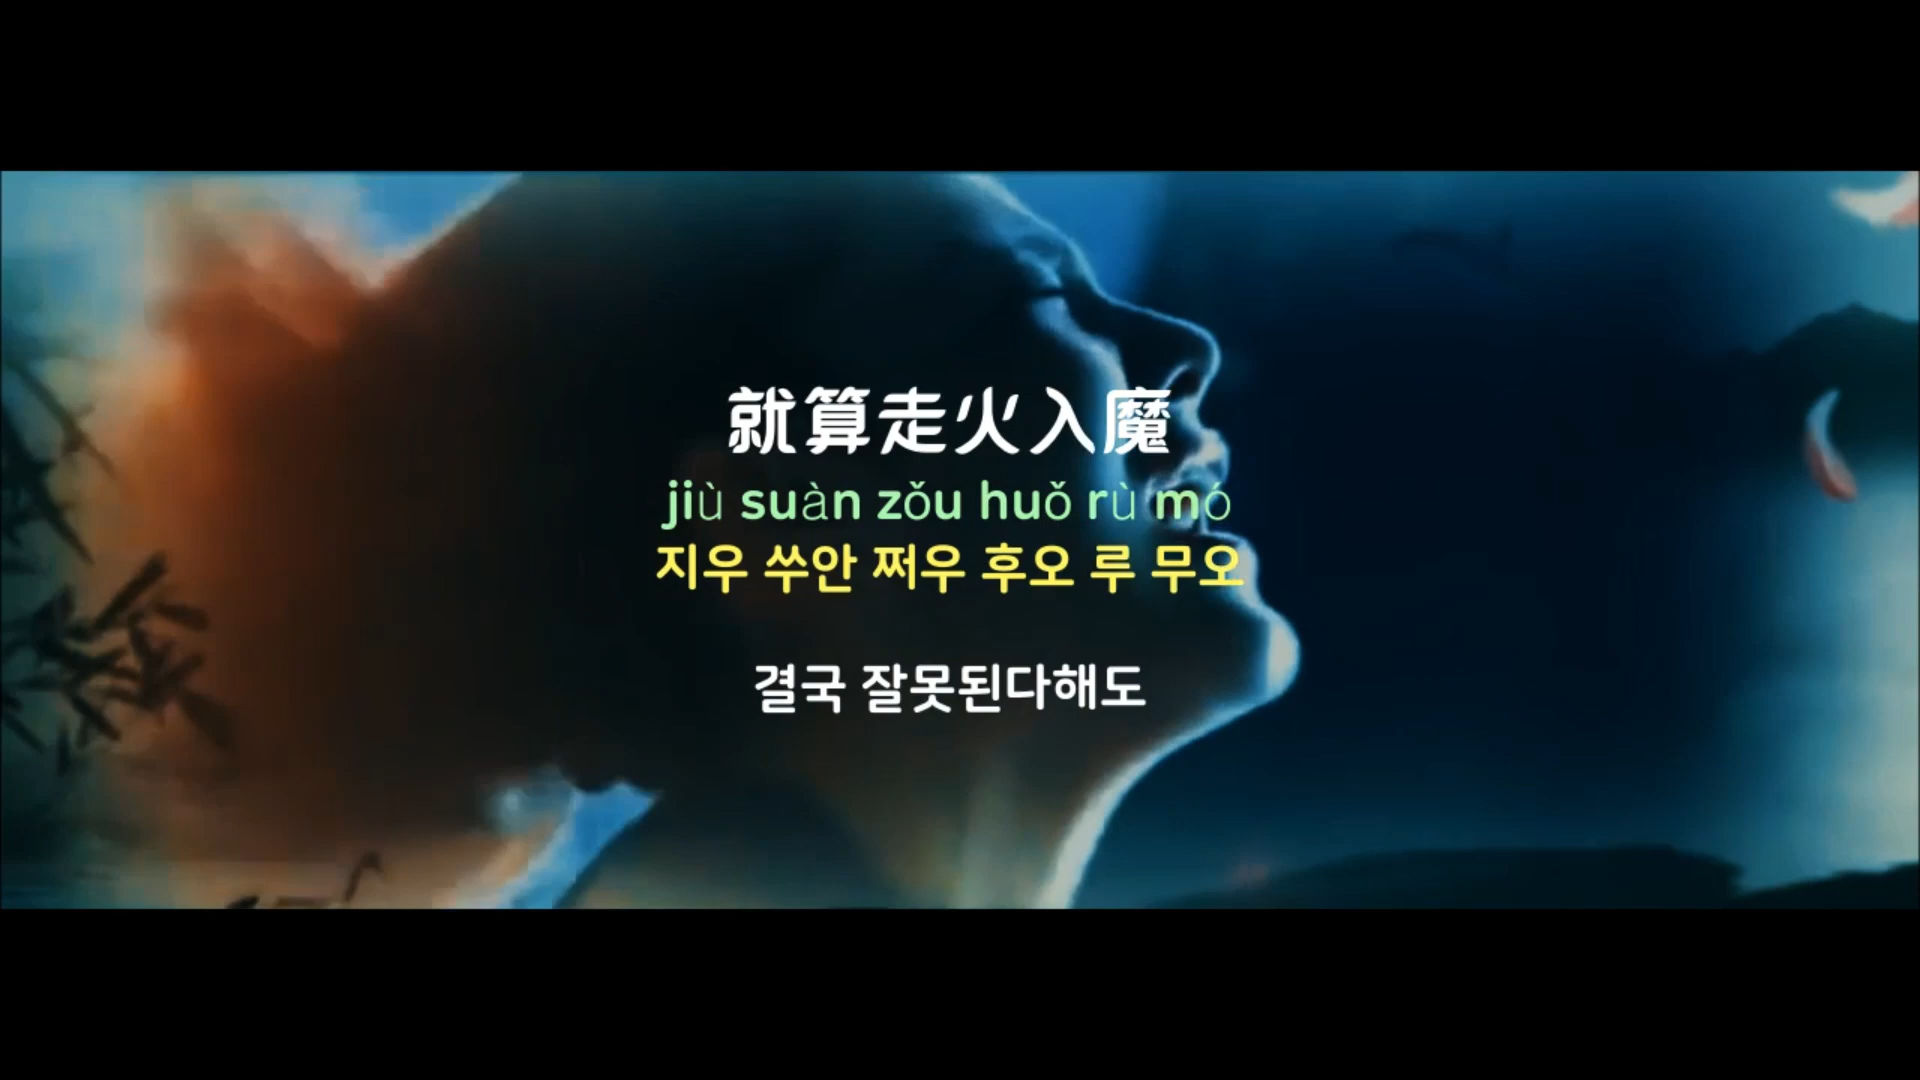 就算走火入魔
jiù suàn zǒu huǒ rù mó
지우 쑤안 쩌우 후오 루 무오
결국 잘못된다해도